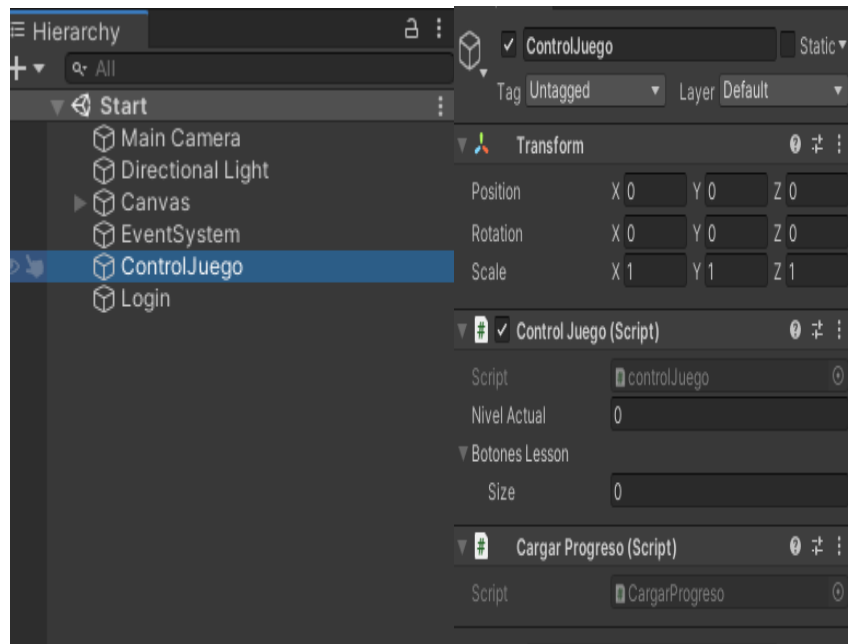 Hierarchy
All
Start
Main Camera
Directional Light
Canvas
EventSystem
ControlJuego
Login
ControlJuego Static
Tag Untagged Layer Default
Transform
Position X 0 Y 0 Z 0
Rotation X 0 Y 0 Z 0
Scale X 1 Y 1 Z 1
# Control Juego (Script)
Script controlJuego
Nivel Actual 0
Botones Lesson
Size 0
# Cargar Progreso (Script)
Script CargarProgreso